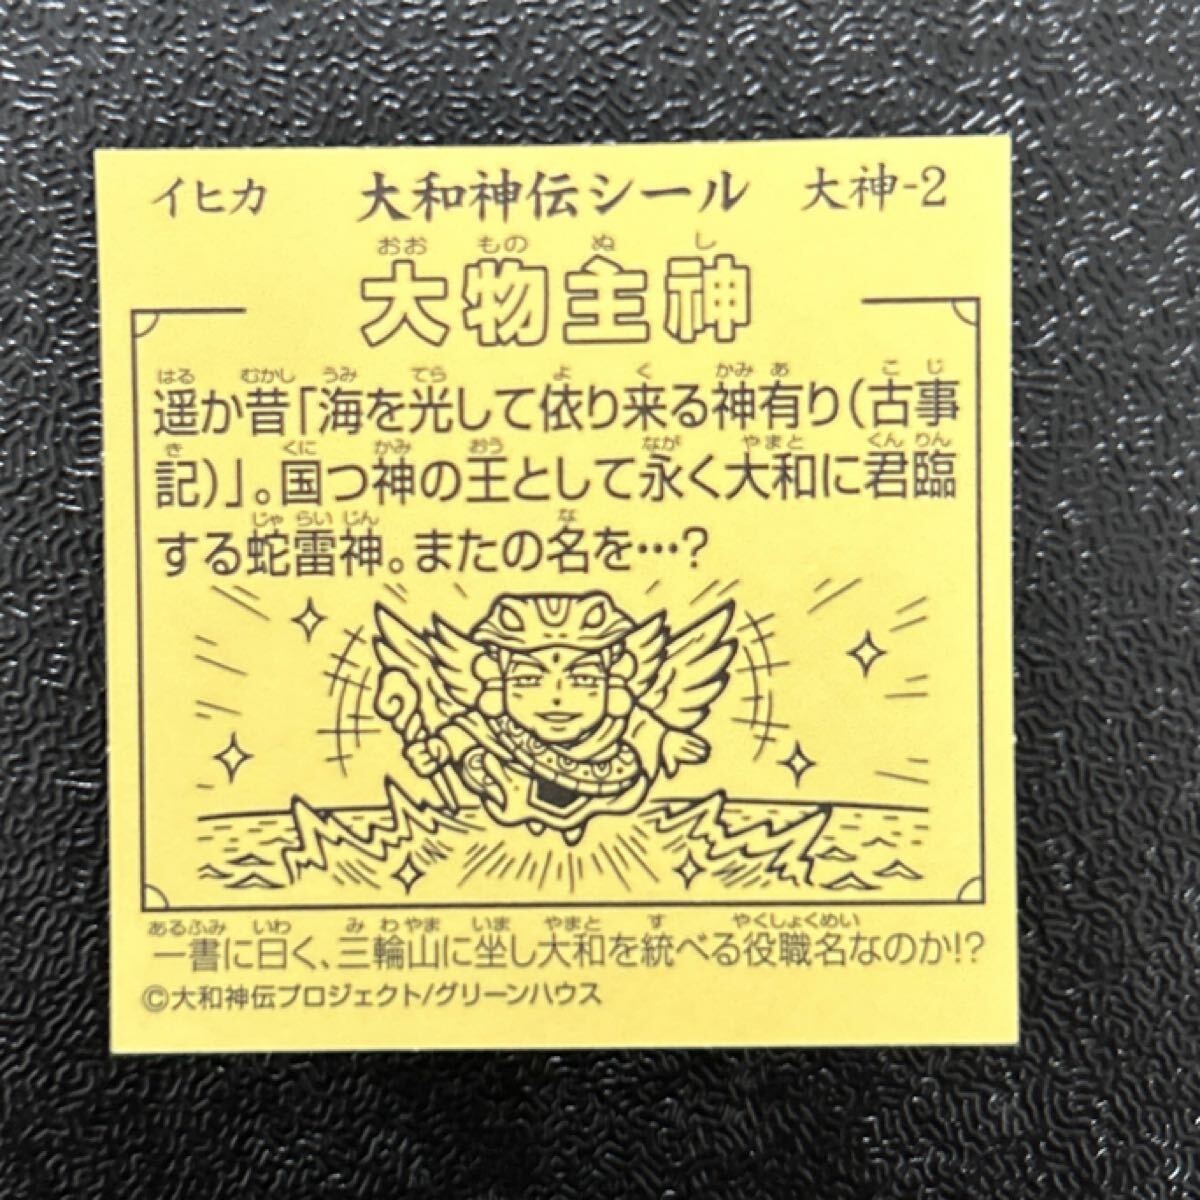 イヒカ 大和神伝シール 大神-2
おお もの ぬ し
大物主神
はる むかし うみ てら よ く かみ あ こ じ
遥か昔「海を光して依り来る神有り(古事
き くに かみ おう なが やまと くん りん
記)」。国つ神の王として永く大和に君臨
じゃ らい じん な
する蛇雷神。またの名を…?
あるふみ いわ み わ やま いま やまと す やくしょくめい
一書に曰く、三輪山に坐し大和を統べる役職名なのか!?
©大和神伝プロジェクト/グリーンハウス